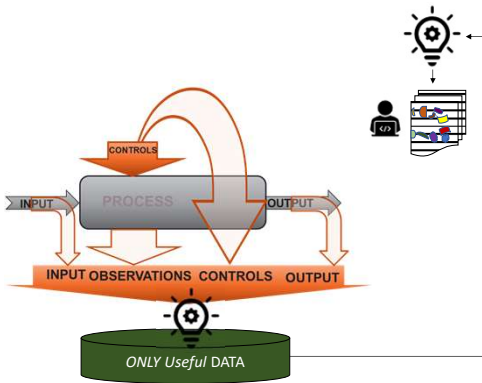 CONTROLS
INPUT
PROCESS
OUTPUT
INPUT OBSERVATIONS CONTROLS OUTPUT
ONLY Useful DATA